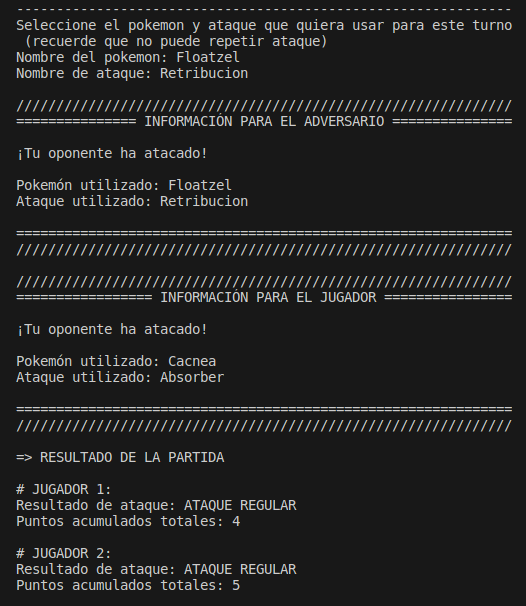 --------------------------------------------------------------
Seleccione el pokemon y ataque que quiera usar para este turno
(recuerde que no puede repetir ataque)
Nombre del pokemon: Floatzel
Nombre de ataque: Retribucion
//////////////////////////////////////////////////////////////
=============== INFORMACIÓN PARA EL ADVERSARIO ===============
¡Tu oponente ha atacado!
Pokemón utilizado: Floatzel
Ataque utilizado: Retribucion
==============================================================
//////////////////////////////////////////////////////////////
//////////////////////////////////////////////////////////////
================= INFORMACIÓN PARA EL JUGADOR ================
¡Tu oponente ha atacado!
Pokemón utilizado: Cacnea
Ataque utilizado: Absorber
==============================================================
//////////////////////////////////////////////////////////////
=> RESULTADO DE LA PARTIDA
# JUGADOR 1:
Resultado de ataque: ATAQUE REGULAR
Puntos acumulados totales: 4
# JUGADOR 2:
Resultado de ataque: ATAQUE REGULAR
Puntos acumulados totales: 5